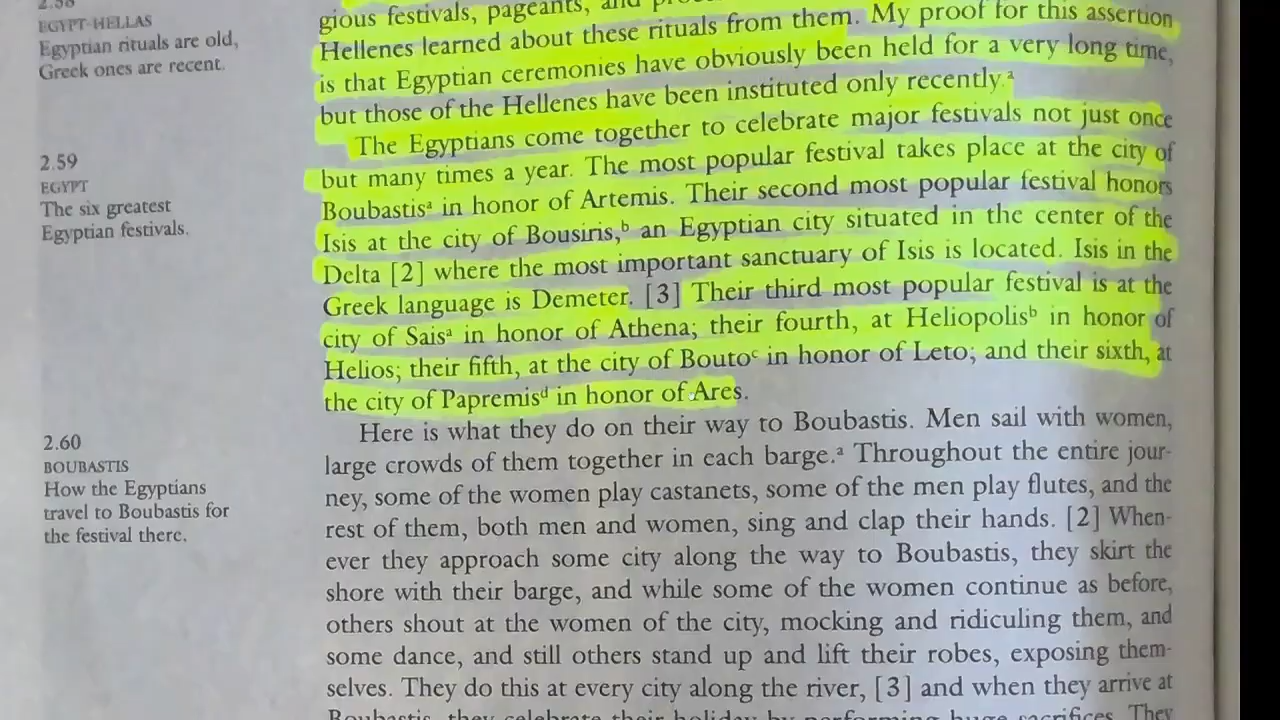 2.58
EGYPT-HELLAS
Egyptian rituals are old,
Greek ones are recent.
gious festivals, pageants, and
Hellenes learned about these rituals from them. My proof for this assertion
is that Egyptian ceremonies have obviously been held for a very long time,
but those of the Hellenes have been instituted only recently.ª
2.59
EGYPT
The six greatest
Egyptian festivals.
The Egyptians come together to celebrate major festivals not just once
but many times a year. The most popular festival takes place at the city of
Boubastisª in honor of Artemis. Their second most popular festival honors
Isis at the city of Bousiris,ᵇ an Egyptian city situated in the center of the
Delta [2] where the most important sanctuary of Isis is located. Isis in the
Greek language is Demeter. [3] Their third most popular festival is at the
city of Saisª in honor of Athena; their fourth, at Heliopolisᵇ in honor of
Helios; their fifth, at the city of Boutoᶜ in honor of Leto; and their sixth, at
the city of Papremisᵈ in honor of Ares.
2.60
BOUBASTIS
How the Egyptians
travel to Boubastis for
the festival there.
Here is what they do on their way to Boubastis. Men sail with women,
large crowds of them together in each barge.ª Throughout the entire jour-
ney, some of the women play castanets, some of the men play flutes, and the
rest of them, both men and women, sing and clap their hands. [2] When-
ever they approach some city along the way to Boubastis, they skirt the
shore with their barge, and while some of the women continue as before,
others shout at the women of the city, mocking and ridiculing them, and
some dance, and still others stand up and lift their robes, exposing them-
selves. They do this at every city along the river, [3] and when they arrive at
Boubastis, they celebrate their holiday by performing huge sacrifices. They